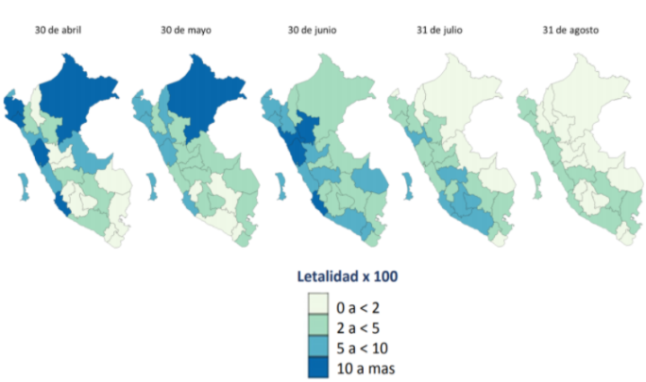 30 de abril
30 de mayo
30 de junio
31 de julio
31 de agosto
Letalidad x 100
0 a < 2
2 a < 5
5 a < 10
10 a mas